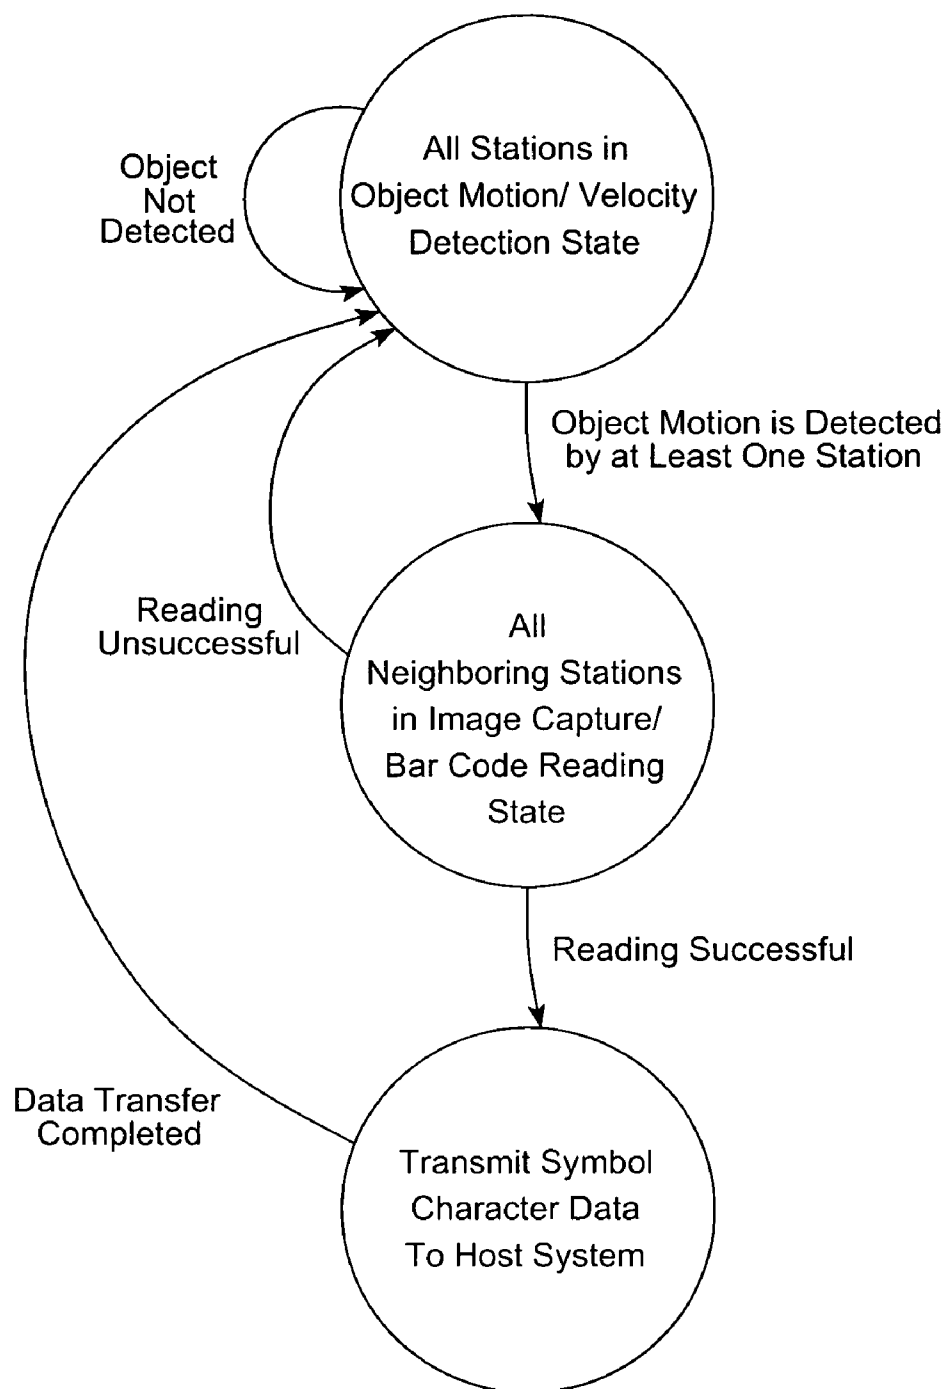 All Stations in
Object Motion/ Velocity
Detection State
Object
Not
Detected
Object Motion is Detected
by at Least One Station
Reading
Unsuccessful
All
Neighboring Stations
in Image Capture/
Bar Code Reading
State
Reading Successful
Data Transfer
Completed
Transmit Symbol
Character Data
To Host System